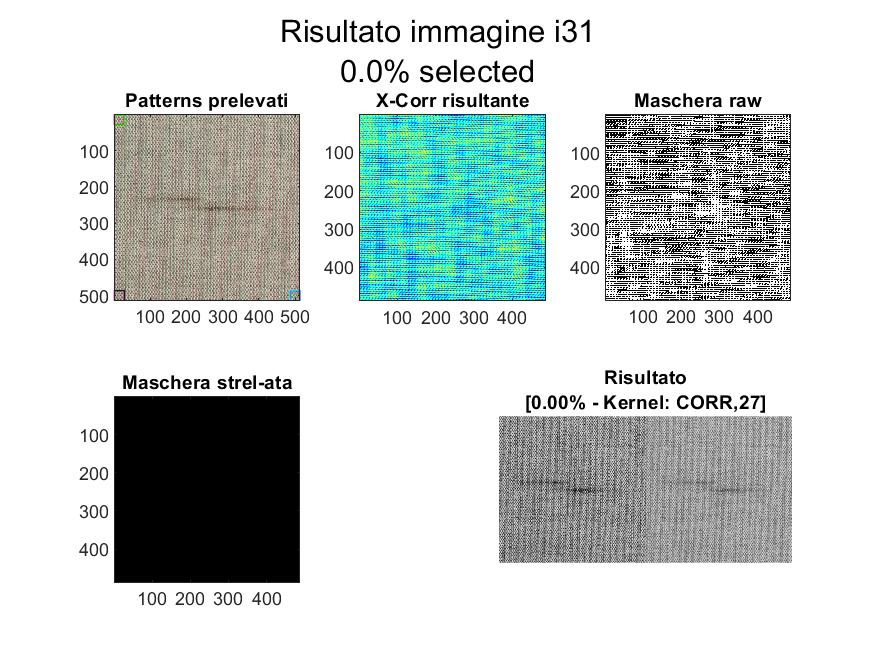 Risultato immagine i31
0.0% selected
Patterns prelevati
100
200
300
400
500
100 200 300 400 500
X-Corr risultante
100
200
300
400
100 200 300 400
Maschera raw
100
200
300
400
100 200 300 400
Maschera strel-ata
100
200
300
400
100 200 300 400
Risultato
[0.00% - Kernel: CORR,27]